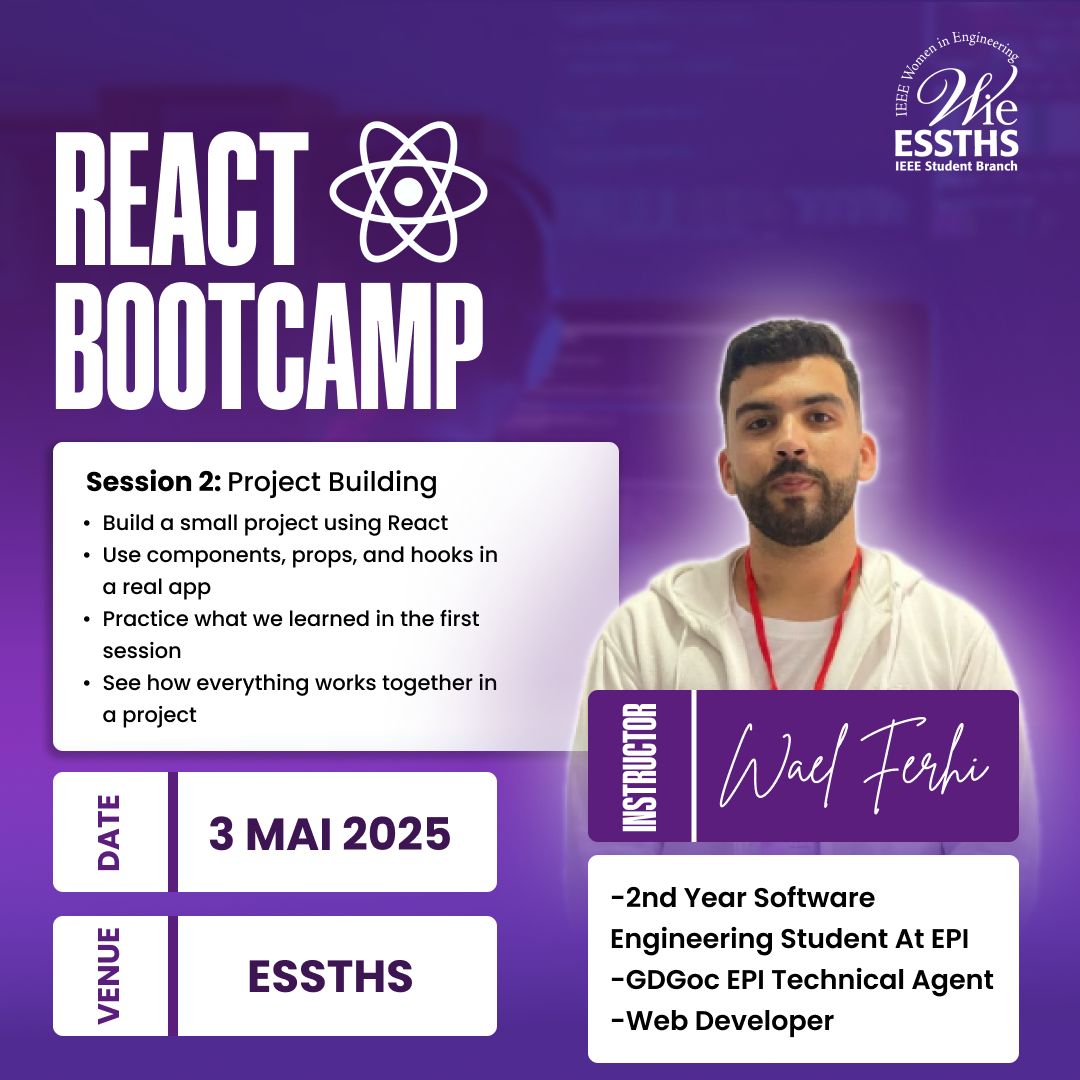 IEEE Women in Engineering
Wie
ESSTHS
IEEE Student Branch
REACT
BOOTCAMP
Session 2: Project Building
• Build a small project using React
• Use components, props, and hooks in
a real app
• Practice what we learned in the first
session
• See how everything works together in
a project
DATE
3 MAI 2025
VENUE
ESSTHS
INSTRUCTOR
Wael Ferhi
-2nd Year Software
Engineering Student At EPI
-GDGoc EPI Technical Agent
-Web Developer